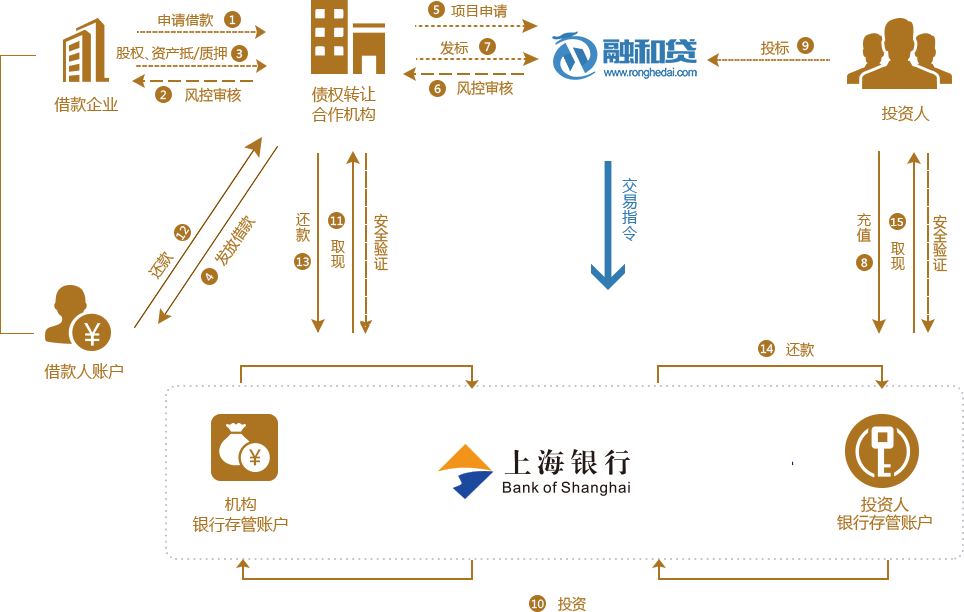 申请借款 1
股权、资产抵/质押 3
2 风控审核
借款企业
债权转让
合作机构
5 项目申请
发标 7
6 风控审核
融和贷
www.ronghedai.com
投标 9
投资人
还款 12
4 发放借款
还款 13
11 取现
安全验证
交易指令
充值 8
15 取现
安全验证
¥
借款人账户
14 还款
¥
机构
银行存管账户
上海银行
Bank of Shanghai
投资人
银行存管账户
10 投资